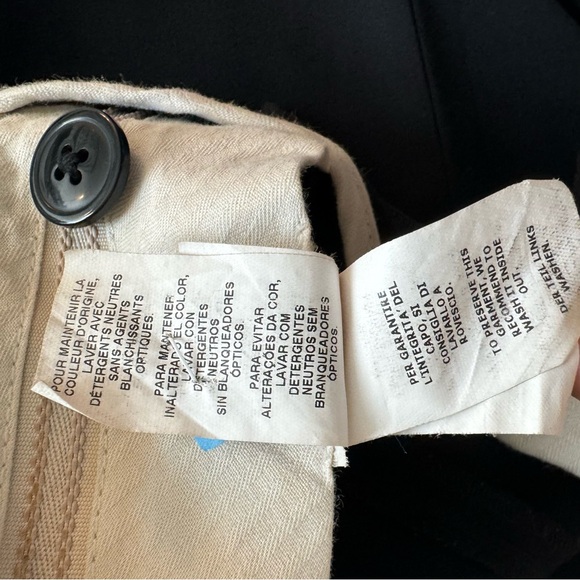 POUR MAINTENIR LA
COULEUR D'ORIGINE,
LAVER AVEC
DÉTERGENTS NEUTRES
SANS AGENTS
BLANCHISSANTS
OPTIQUES.
PARA MANTENER
INALTERADO EL COLOR,
LAVAR CON
DETERGENTES
NEUTROS
SIN BLANQUEADORES
ÓPTICOS.
PARA EVITAR
ALTERAÇÕES DA COR,
LAVAR COM
DETERGENTES
NEUTROS SEM
BRANQUEADORES
ÓPTICOS.
PER GARANTIRE
L'INTEGRITÀ DEL
CAPO, SI
CONSIGLIA DI
LAVARLO A
ROVESCIO.
TO PRESERVE THIS
GARMENT WE
RECOMMEND TO
WASH IT INSIDE
OUT.
DER TEIL LINKS
WASCHEN